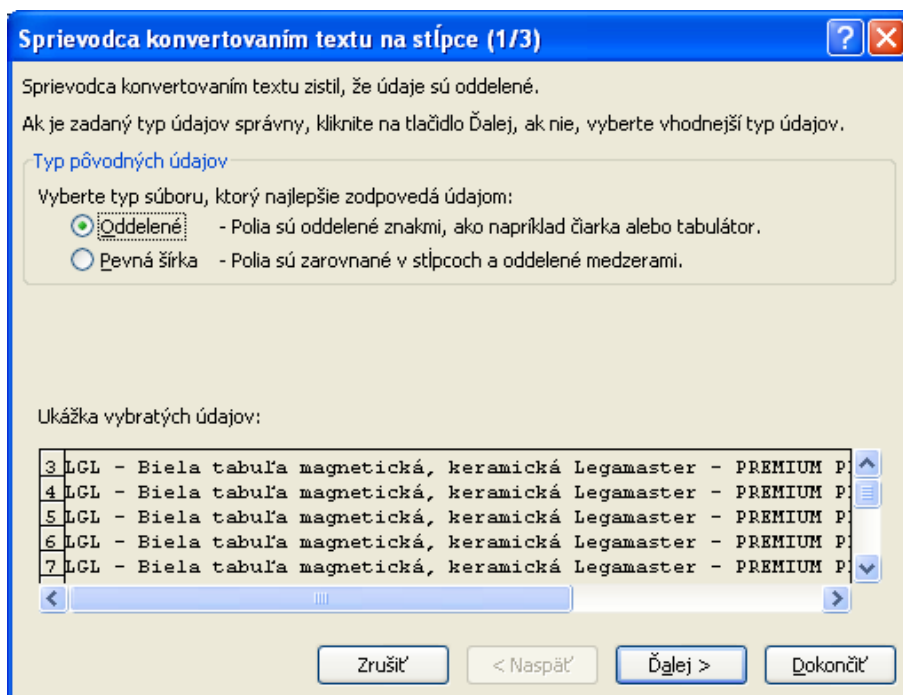 Sprievodca konvertovaním textu na stĺpce (1/3)
Sprievodca konvertovaním textu zistil, že údaje sú oddelené.
Ak je zadaný typ údajov správny, kliknite na tlačidlo Ďalej, ak nie, vyberte vhodnejší typ údajov.
Typ pôvodných údajov
Vyberte typ súboru, ktorý najlepšie zodpovedá údajom:
Oddelené - Polia sú oddelené znakmi, ako napríklad čiarka alebo tabulátor.
Pevná šírka - Polia sú zarovnané v stĺpcoch a oddelené medzerami.
Ukážka vybratých údajov:
3 LGL - Biela tabuľa magnetická, keramická Legamaster - PREMIUM P
4 LGL - Biela tabuľa magnetická, keramická Legamaster - PREMIUM P
5 LGL - Biela tabuľa magnetická, keramická Legamaster - PREMIUM P
6 LGL - Biela tabuľa magnetická, keramická Legamaster - PREMIUM P
7 LGL - Biela tabuľa magnetická, keramická Legamaster - PREMIUM P
Zrušiť < Naspäť Ďalej > Dokončiť